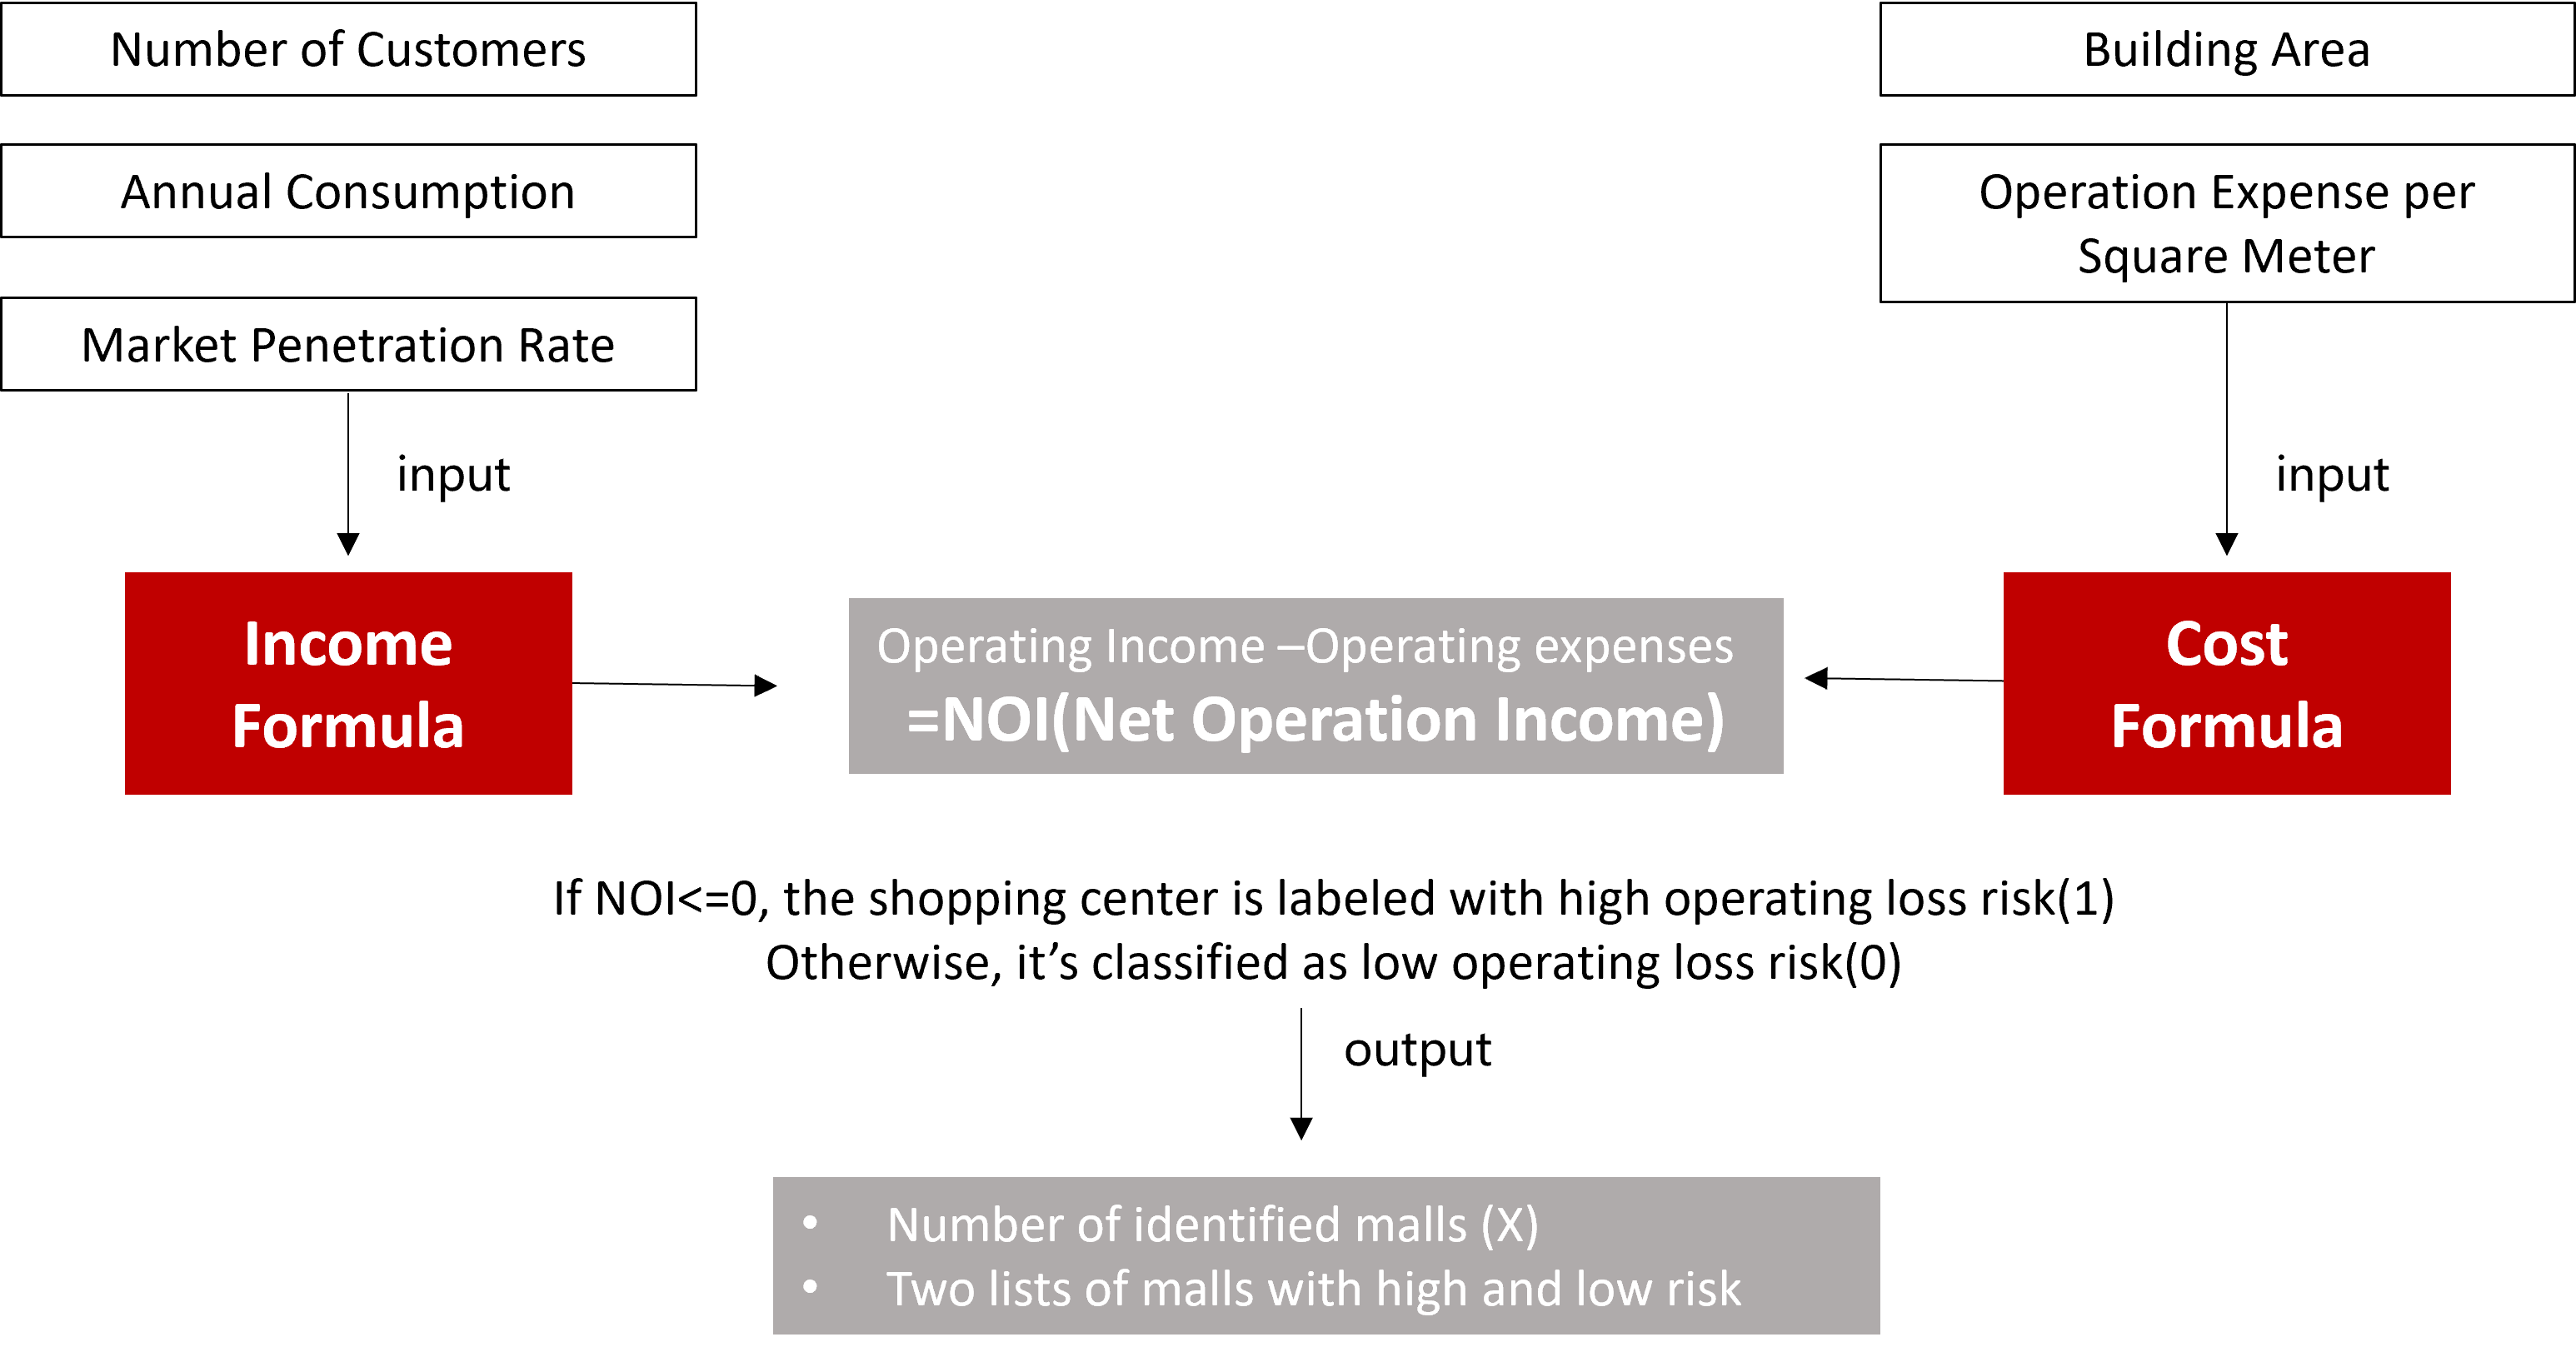 Number of Customers
Annual Consumption
Market Penetration Rate
input
Income
Formula
Building Area
Operation Expense per
Square Meter
input
Cost
Formula
Operating Income –Operating expenses
=NOI(Net Operation Income)
If NOI<=0, the shopping center is labeled with high operating loss risk(1)
Otherwise, it’s classified as low operating loss risk(0)
output
• Number of identified malls (X)
• Two lists of malls with high and low risk